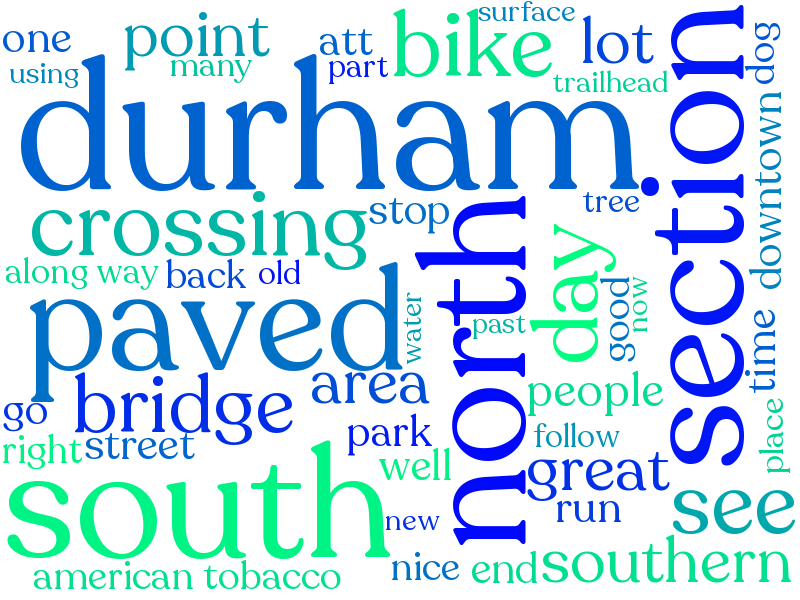 surface
one
point
att
bike
lot
section
dog
using
many
part
trailhead
durham
downtown
crossing
stop
tree
north
along way
back
old
day
good
now
paved
water
past
time
bridge
area
people
go
place
right
street
park
follow
well
great
south
run
see
new
american tobacco
nice
end
southern